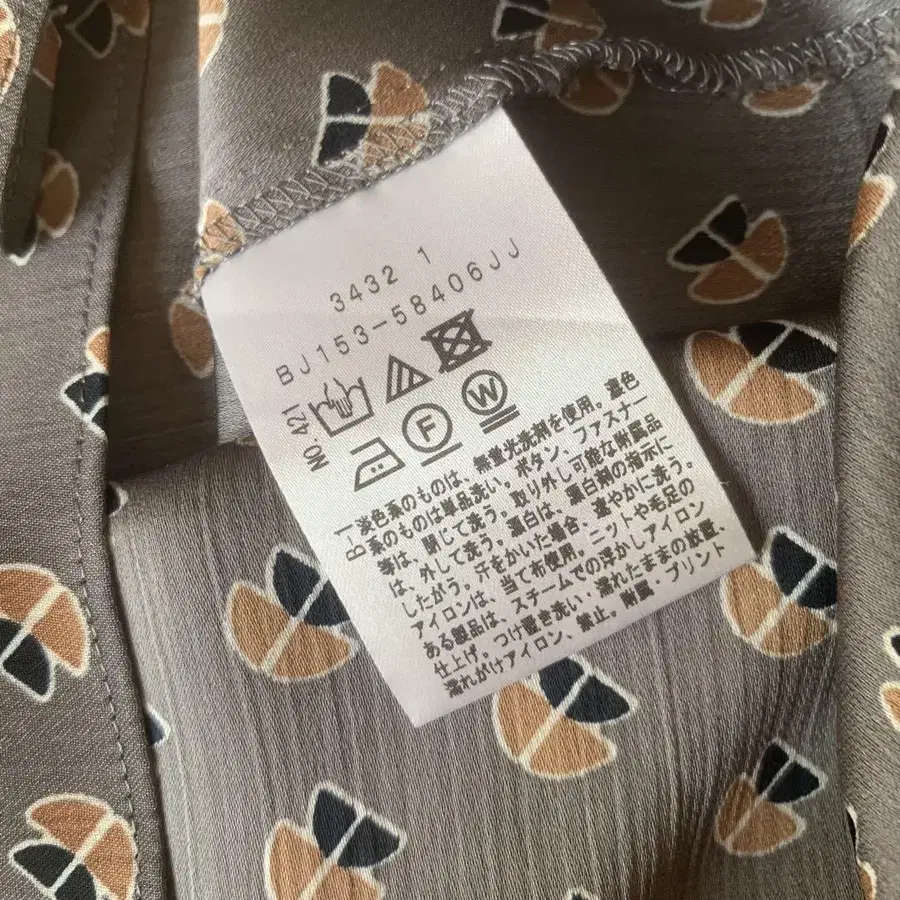 3432 1
BJ153-58406JJ
NO.421
F
W
B1 淡色系のものは、無蛍光洗剤を使用。濃色
系のものは単品洗い。ボタン、ファスナー
等は、閉じて洗う。取り外し可能な附属品
は、外して洗う。漂白は、漂白剤の指示に
したがう。汗をかいた場合、速やかに洗う。
アイロンは、当て布使用。ニットや毛足の
ある製品は、スチームでの浮かしアイロン
仕上げ。つけ置き洗い・濡れたままの放置、
濡れがけアイロン、禁止。附属・プリント